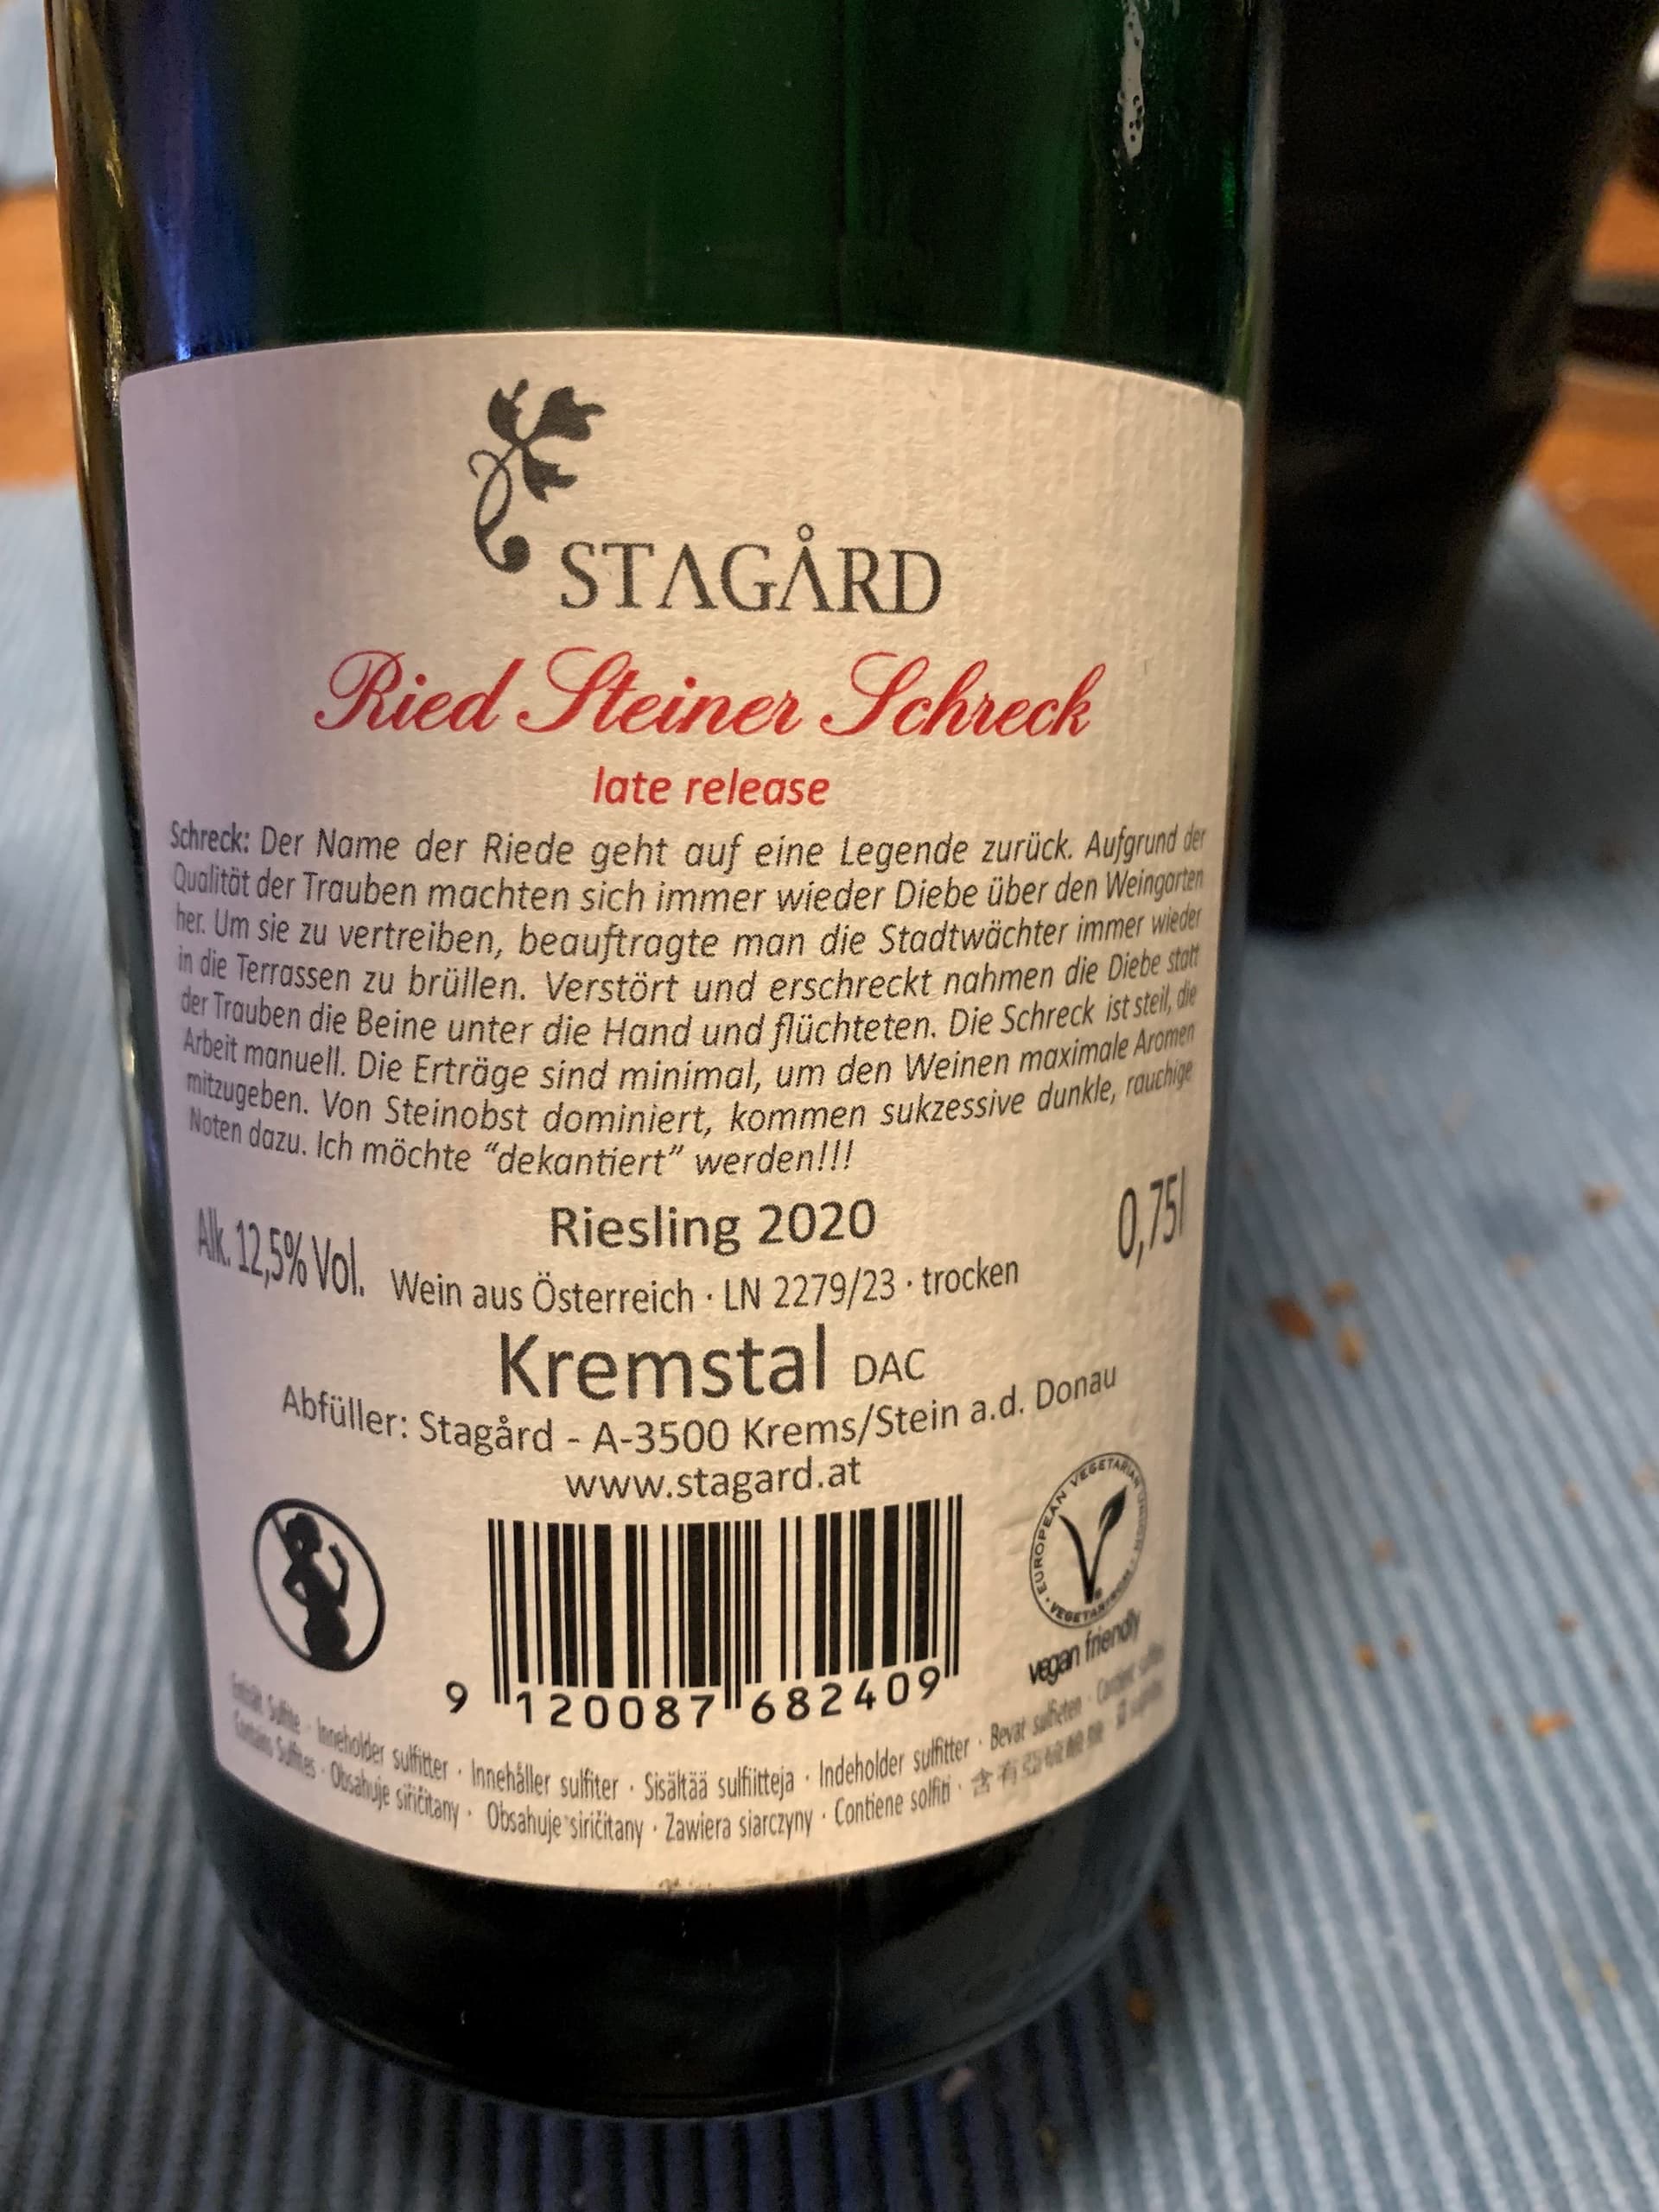 STAGÅRD
Ried Steiner Schreck
late release
Schreck: Der Name der Riede geht auf eine Legende zurück. Aufgrund der
Qualität der Trauben machten sich immer wieder Diebe über den Weingarten
her. Um sie zu vertreiben, beauftragte man die Stadtwächter immer wieder
in die Terrassen zu brüllen. Verstört und erschreckt nahmen die Diebe statt
der Trauben die Beine unter die Hand und flüchteten. Die Schreck ist steil, die
Arbeit manuell. Die Erträge sind minimal, um den Weinen maximale Aromen
mitzugeben. Von Steinobst dominiert, kommen sukzessive dunkle, rauchige
Noten dazu. Ich möchte “dekantiert” werden!!!
Riesling 2020
0,75l
Alk. 12,5% Vol.
Wein aus Österreich · LN 2279/23 · trocken
Kremstal DAC
Abfüller: Stagård - A-3500 Krems/Stein a.d. Donau
www.stagard.at
EUROPEAN VEGETARIAN UNION
vegan friendly
9 120087 682409
Enthält Sulfite · Inneholder sulfitter · Innehåller sulfiter · Sisältää sulfiitteja · Indeholder sulfitter · Bevat sulfieten ·
Contains Sulfites · Obsahuje siričitany · Obsahuje siričitany · Zawiera siarczyny · Contiene solfiti · 含有亞硫酸鹽 ·